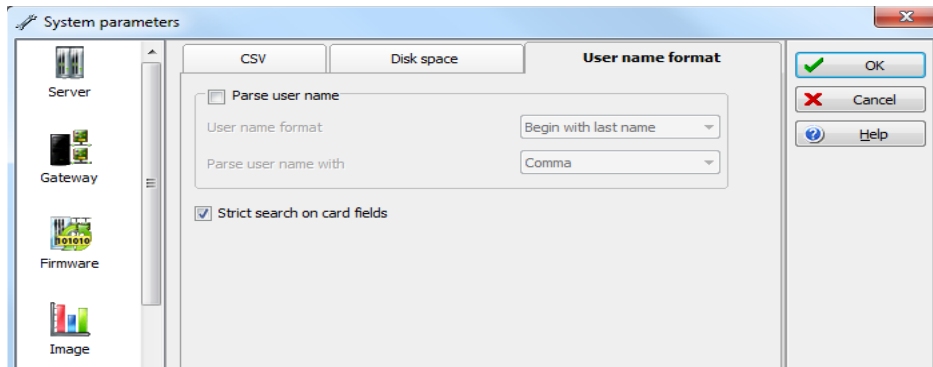 System parameters
Server
Gateway
101010
Firmware
Image
CSV
Disk space
User name format
Parse user name
User name format
Begin with last name
Parse user name with
Comma
Strict search on card fields
OK
Cancel
Help